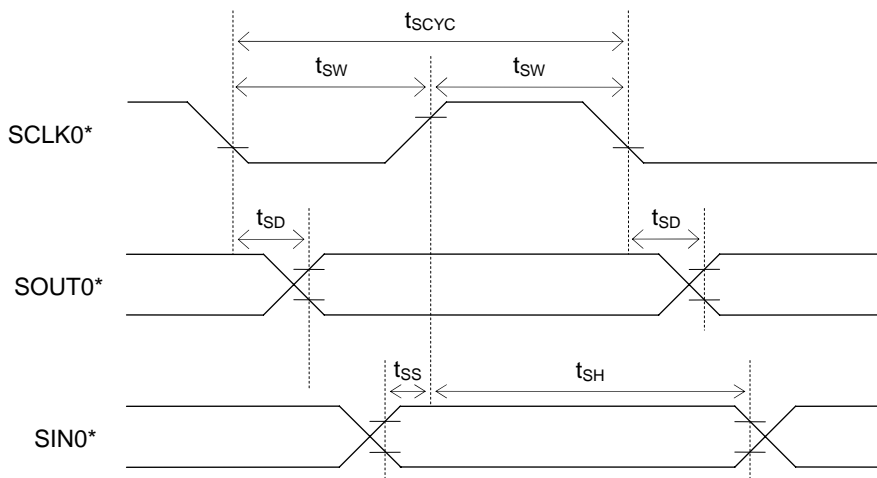 tSCYC
tSW tSW
SCLK0*
tSD tSD
SOUT0*
tSS tSH
SIN0*